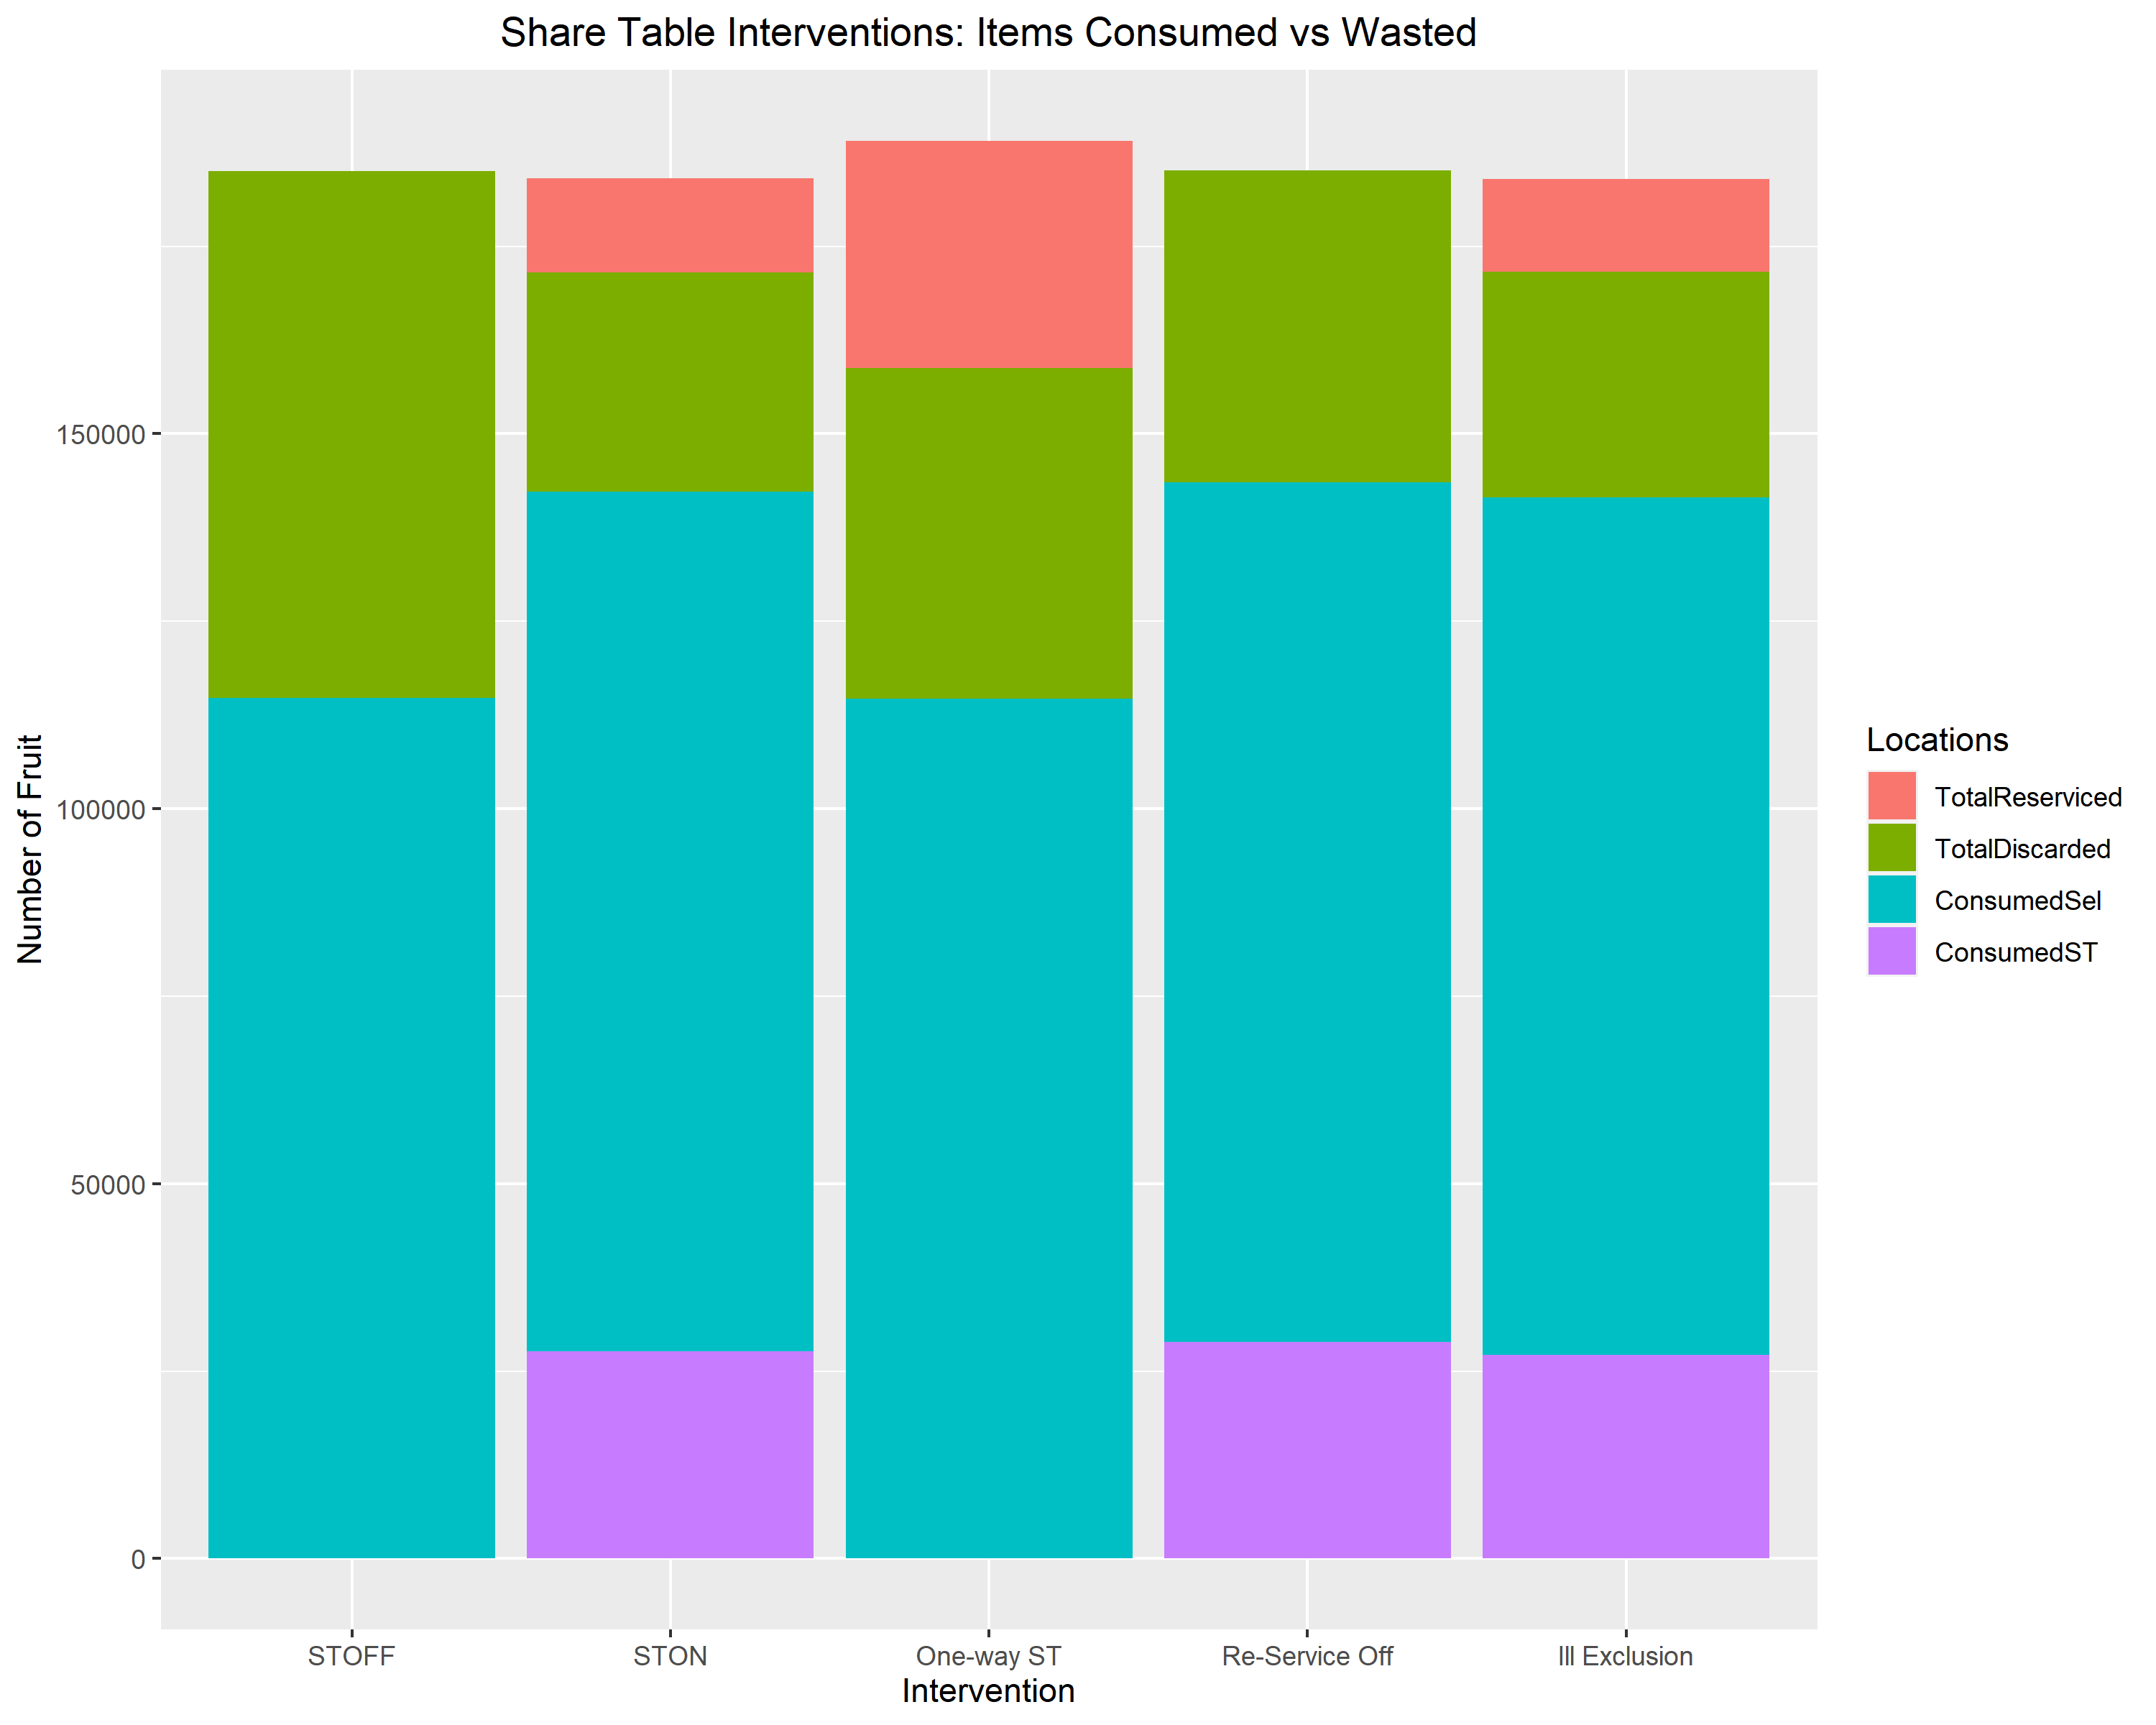 Share Table Interventions: Items Consumed vs Wasted
Number of Fruit
150000
100000
50000
0
STOFF
STON
One-way ST
Re-Service Off
Ill Exclusion
Intervention
Locations
TotalReserviced
TotalDiscarded
ConsumedSel
ConsumedST